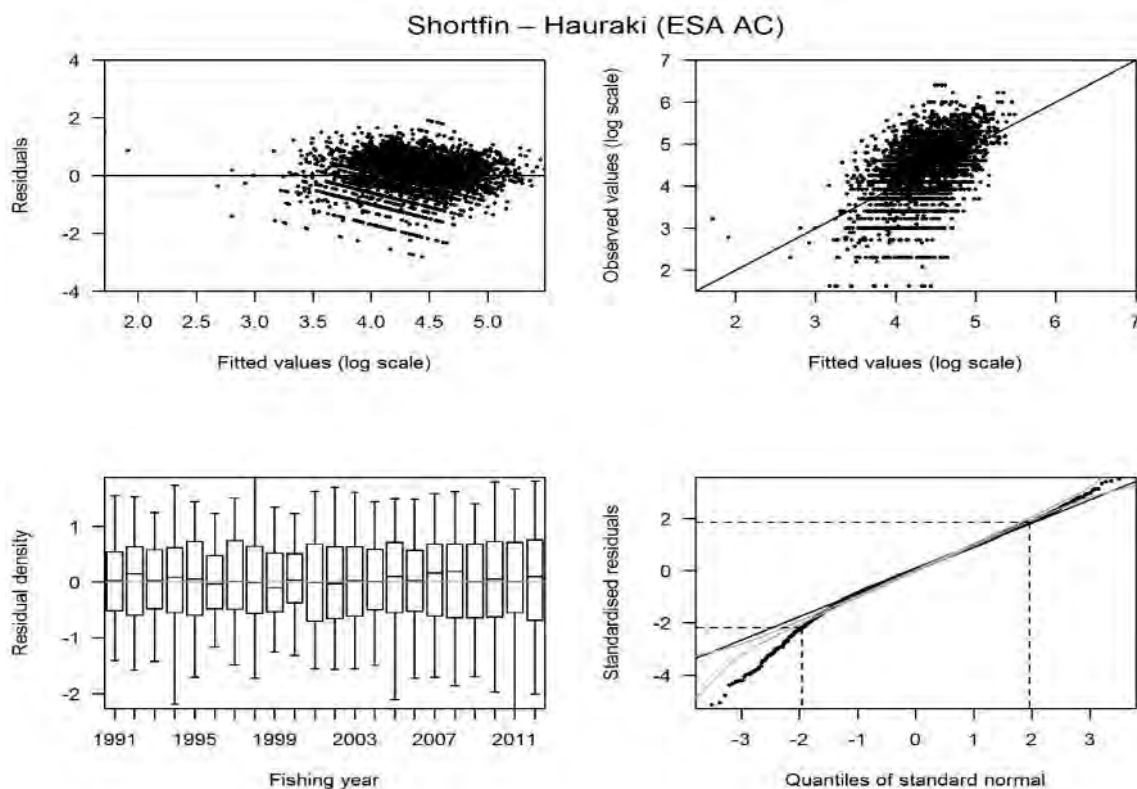 Shortfin – Hauraki (ESA AC)
Residuals
4
2
0
-2
-4
2.0 2.5 3.0 3.5 4.0 4.5 5.0
Fitted values (log scale)
Observed values (log scale)
7
6
5
4
3
2
2 3 4 5 6 7
Fitted values (log scale)
Residual density
1
0
-1
-2
1991 1995 1999 2003 2007 2011
Fishing year
Standardised residuals
2
0
-2
-4
-3 -2 -1 0 1 2 3
Quantiles of standard normal